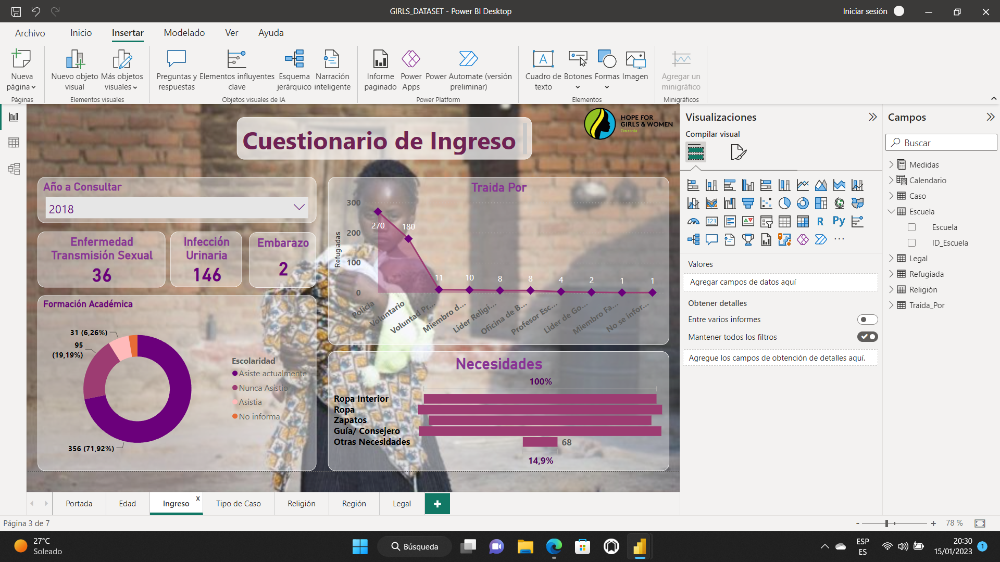 GIRLS_DATASET - Power BI Desktop
Iniciar sesión
Archivo
Inicio
Insertar
Modelado
Ver
Ayuda
Nueva
página
Páginas
Nuevo objeto
visual
Más objetos
visuales
Elementos visuales
Preguntas y
respuestas
Elementos influyentes
clave
Esquema
jerárquico
Narración
inteligente
Objetos visuales de IA
Informe
paginado
Power
Apps
Power Automate (versión
preliminar)
Power Platform
Cuadro de
texto
Botones
Formas
Imagen
Elementos
Agregar un
minigráfico
Minigráficos
Cuestionario de Ingreso
HOPE FOR
GIRLS & WOMEN
Tanzania
Año a Consultar
2018
Enfermedad
Transmisión Sexual
36
Infección
Urinaria
146
Embarazo
2
Formación Académica
31 (6,26%)
95
(19,19%)
356 (71,92%)
Escolaridad
Asiste actualmente
Nunca Asistio
Asistia
No informa
Traida Por
Refugiadas
300
200
100
0
270
180
11
10
8
8
4
2
1
1
Policia
Voluntario
Voluntad Pr...
Miembro d...
Lider Religi...
Oficina de B...
Profesor Esc...
Lider de Go...
Miembro Fa...
No se infor...
Necesidades
100%
Ropa Interior
Ropa
Zapatos
Guía/ Consejero
Otras Necesidades
68
14,9%
Visualizaciones
Compilar visual
123
R
Py
Valores
Agregar campos de datos aquí
Obtener detalles
Entre varios informes
Mantener todos los filtros
Agregue los campos de obtención de detalles aquí.
Campos
Buscar
Medidas
Calendario
Caso
Escuela
Escuela
ID_Escuela
Legal
Refugiada
Religión
Traida_Por
Portada
Edad
Ingreso
x
Tipo de Caso
Religión
Región
Legal
+
Página 3 de 7
- + 78 %
27°C
Soleado
Búsqueda
ESP
ES
20:30
15/01/2023
1